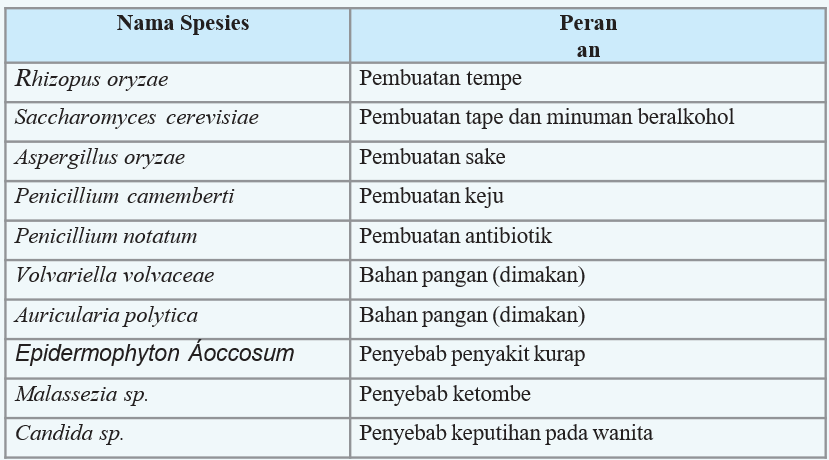 Nama Spesies Peran
an
Rhizopus oryzae Pembuatan tempe
Saccharomyces cerevisiae Pembuatan tape dan minuman beralkohol
Aspergillus oryzae Pembuatan sake
Penicillium camemberti Pembuatan keju
Penicillium notatum Pembuatan antibiotik
Volvariella volvaceae Bahan pangan (dimakan)
Auricularia polytica Bahan pangan (dimakan)
Epidermophyton Áoccosum Penyebab penyakit kurap
Malassezia sp. Penyebab ketombe
Candida sp. Penyebab keputihan pada wanita